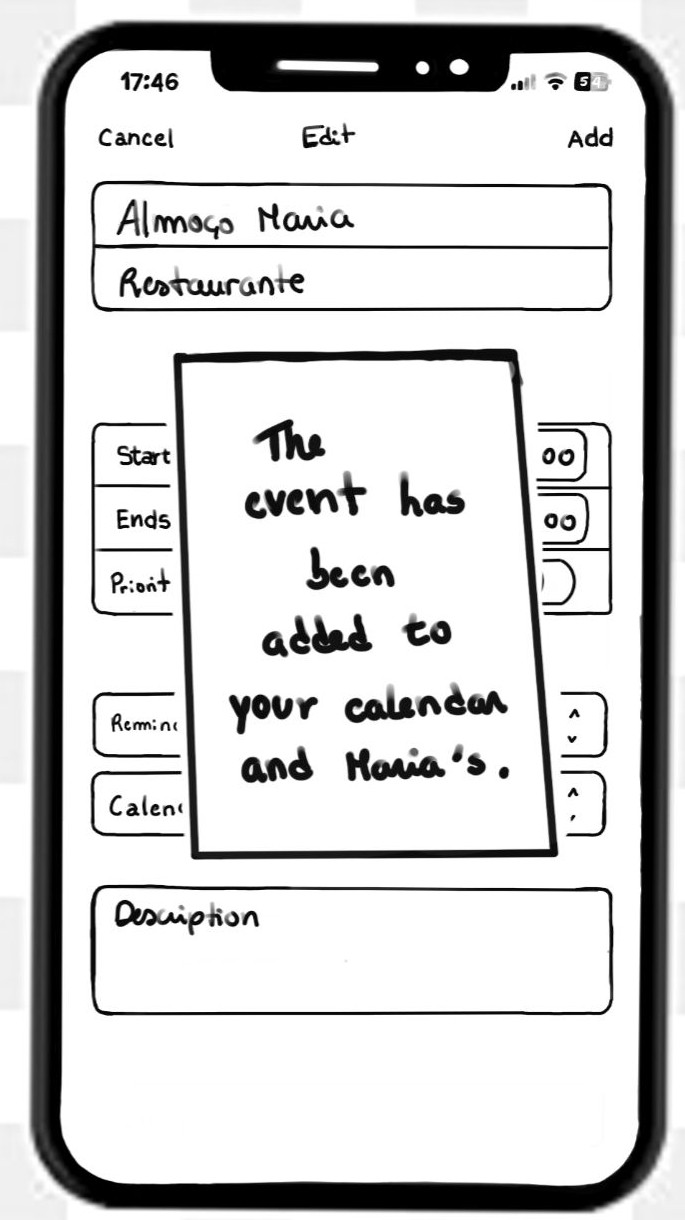 17:46
54
Cancel Edit Add
Almoço Maria
Restaurante
The
event has
been
added to
your calendar
and Maria's.
Start 00
Ends 00
Priorit
Remind
Calen
Description